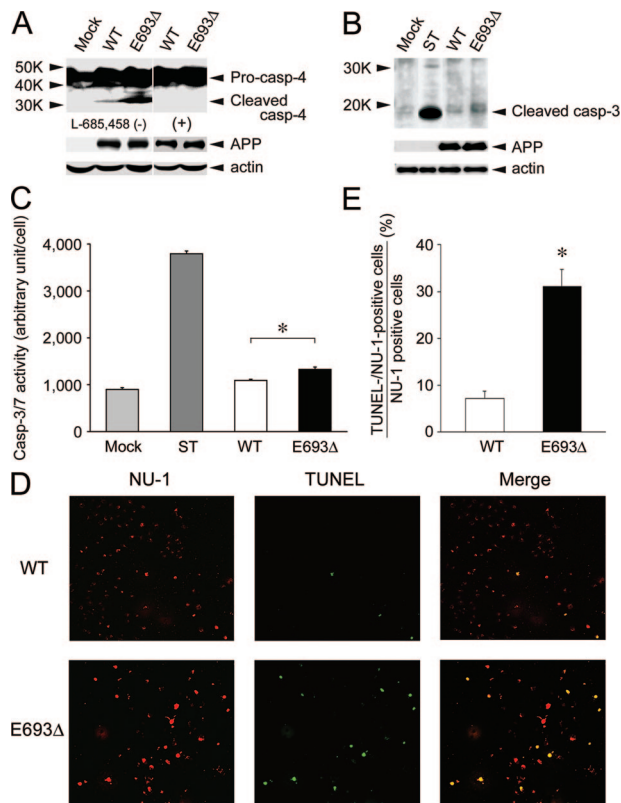 A
Mock
WT
E693Δ
WT
E693Δ
50K
40K
30K
Pro-casp-4
Cleaved
casp-4
L-685,458 (-)
(+)
APP
actin
B
Mock
ST
WT
E693Δ
30K
20K
Cleaved casp-3
APP
actin
C
Casp-3/7 activity (arbitrary unit/cell)
4,000
3,000
2,000
1,000
0
*
Mock
ST
WT
E693Δ
E
TUNEL-/NU-1-positive cells (%)
NU-1 positive cells
40
30
20
10
0
*
WT
E693Δ
D
NU-1
TUNEL
Merge
WT
E693Δ